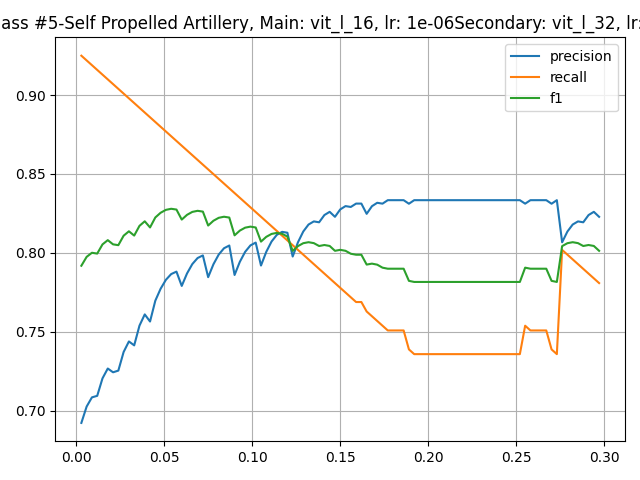 ass #5-Self Propelled Artillery, Main: vit_l_16, lr: 1e-06Secondary: vit_l_32, lr:
precision
recall
f1
0.90
0.85
0.80
0.75
0.70
0.00 0.05 0.10 0.15 0.20 0.25 0.30